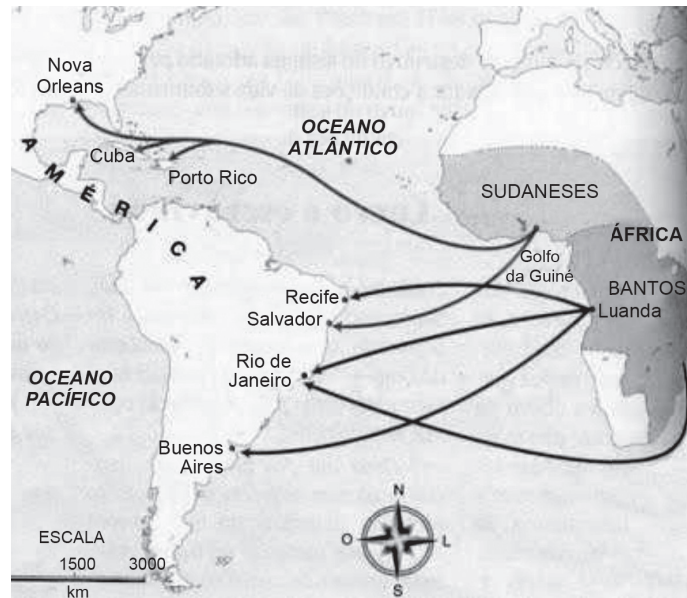 Nova
Orleans
OCEANO
ATLÂNTICO
Cuba
Porto Rico
AMÉRICA
SUDANESES
ÁFRICA
Golfo
da Guiné
BANTOS
Luanda
Recife
Salvador
Rio de
Janeiro
OCEANO
PACÍFICO
Buenos
Aires
N
O
L
S
ESCALA
1500
3000
km